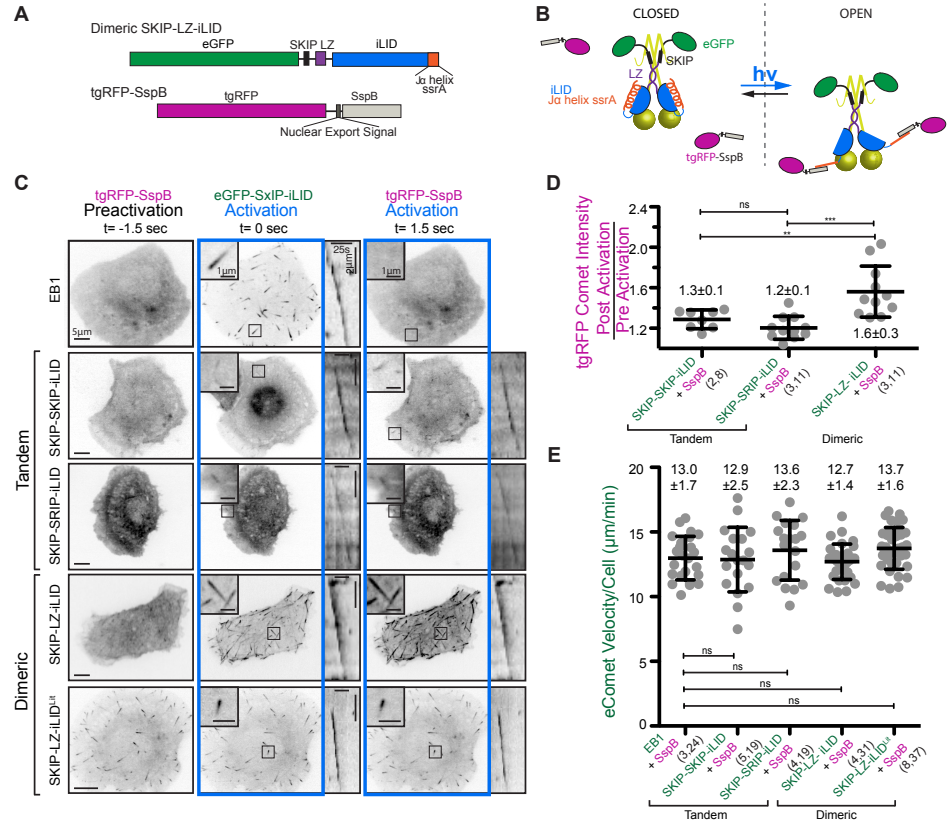 A
Dimeric SKIP-LZ-iLID
eGFP
SKIP LZ
iLID
Jα helix
ssrA
tgRFP-SspB
tgRFP
SspB
Nuclear Export Signal
B
CLOSED
OPEN
eGFP
SKIP
LZ
hν
iLID
Jα helix ssrA
tgRFP-SspB
C
tgRFP-SspB
Preactivation
t= -1.5 sec
eGFP-SxIP-iLID
Activation
t= 0 sec
tgRFP-SspB
Activation
t= 1.5 sec
EB1
5μm
1μm
25s
2μm
1μm
Tandem
SKIP-SKIP-iLID
SKIP-SRIP-iLID
Dimeric
SKIP-LZ-iLID
SKIP-LZ-iLID^Lit
D
tgRFP Comet Intensity
Post Activation
Pre Activation
2.4
2.0
1.6
1.2
ns
***
**
1.3±0.1
1.2±0.1
1.6±0.3
SKIP-SKIP-iLID
+ SspB (2,8)
SKIP-SRIP-iLID
+ SspB (3,11)
SKIP-LZ- iLID
+ SspB (3,11)
Tandem
Dimeric
E
eComet Velocity/Cell (μm/min)
20
15
10
5
0
13.0
±1.7
12.9
±2.5
13.6
±2.3
12.7
±1.4
13.7
±1.6
ns
ns
ns
ns
EB1
+ SspB (3,24)
SKIP-SKIP-iLID
+ SspB (5,19)
SKIP-SRIP-iLID
+ SspB (4,19)
SKIP-LZ- iLID
+ SspB (4,31)
SKIP-LZ-iLID^Lit
+ SspB (8,37)
Tandem
Dimeric